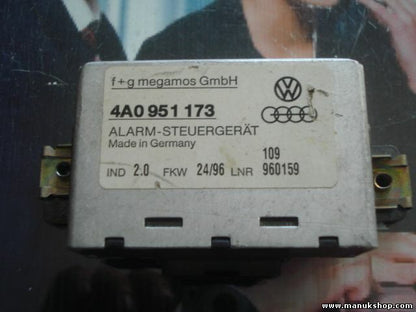 f+g megamos GmbH
4A0 951 173
ALARM-STEUERGERÄT
Made in Germany
109
IND 2.0 FKW 24/96 LNR 960159
www.manukshop.com